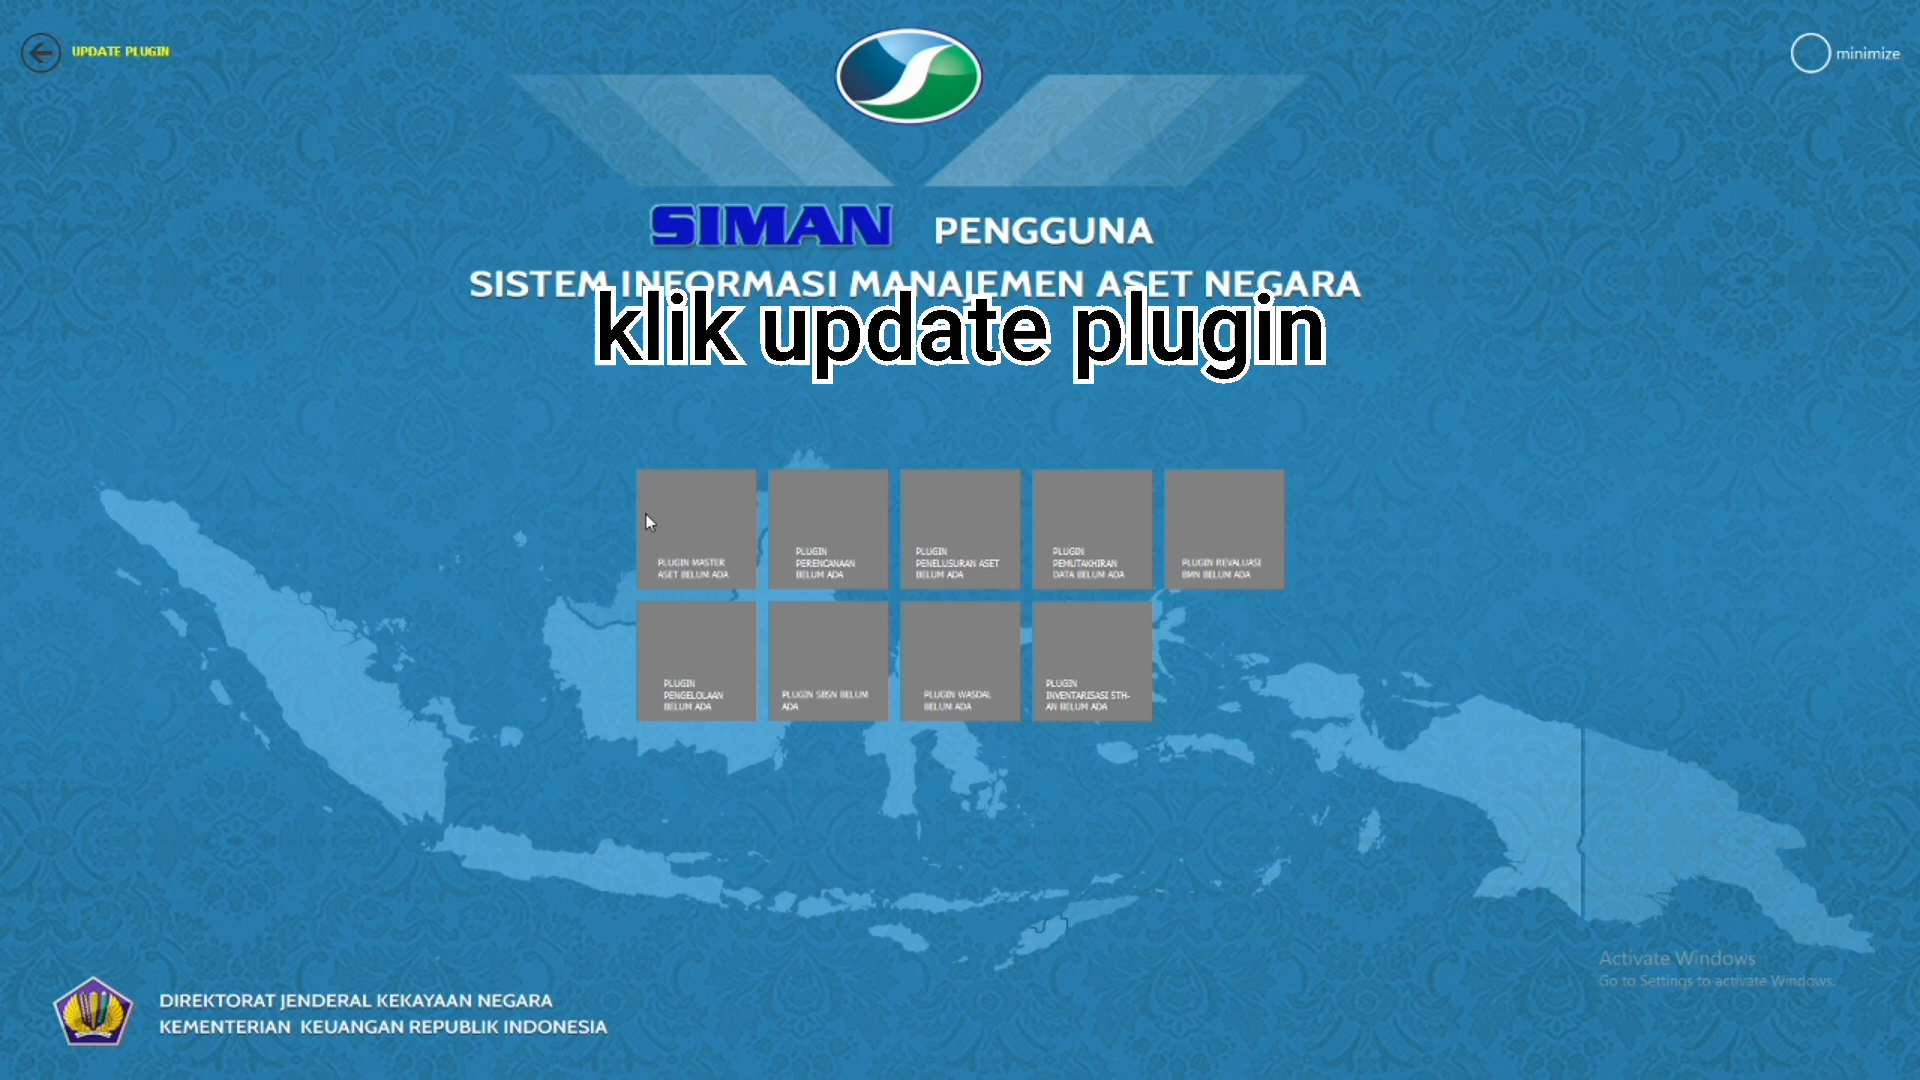 UPDATE PLUGIN
minimize
SIMAN PENGGUNA
SISTEM INFORMASI MANAJEMEN ASET NEGARA
klik update plugin
PLUGIN MASTER
ASET BELUM ADA
PLUGIN
PERENCANAAN
BELUM ADA
PLUGIN
PENELUSURAN ASET
BELUM ADA
PLUGIN
PEMUTAKHIRAN
DATA BELUM ADA
PLUGIN REVALUASI
BMN BELUM ADA
PLUGIN
PENGELOLAAN
BELUM ADA
PLUGIN SBSN BELUM
ADA
PLUGIN WASDAL
BELUM ADA
PLUGIN
INVENTARISASI 5TH-
AN BELUM ADA
Activate Windows
Go to Settings to activate Windows.
DIREKTORAT JENDERAL KEKAYAAN NEGARA
KEMENTERIAN KEUANGAN REPUBLIK INDONESIA